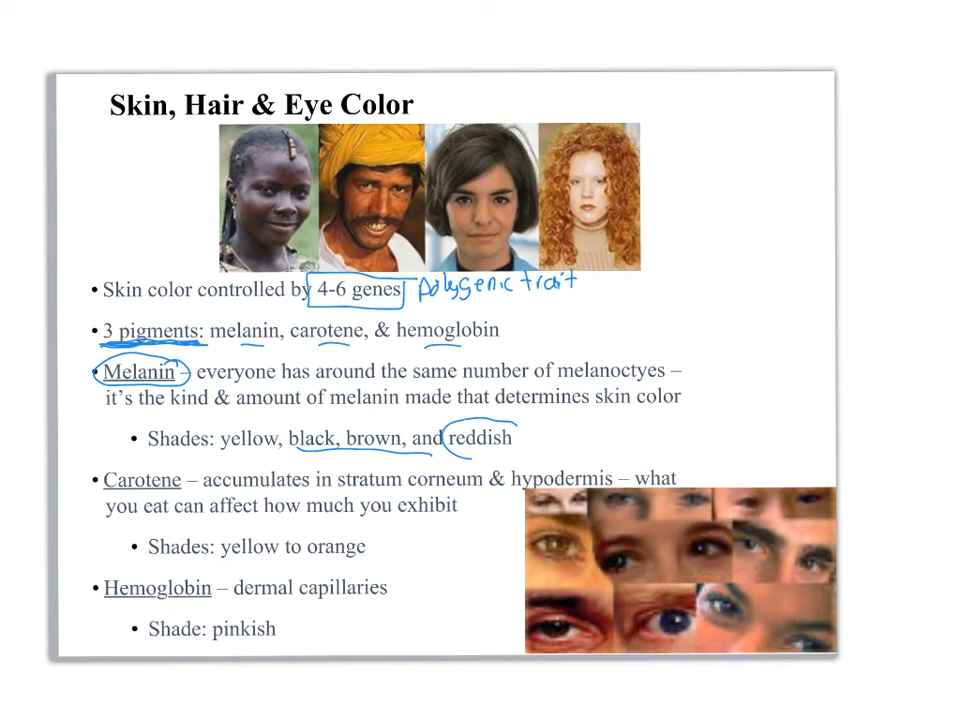 Skin, Hair & Eye Color
• Skin color controlled by 4-6 genes polygenic trait
• 3 pigments: melanin, carotene, & hemoglobin
• Melanin – everyone has around the same number of melanoctyes –
it's the kind & amount of melanin made that determines skin color
• Shades: yellow, black, brown, and reddish
• Carotene – accumulates in stratum corneum & hypodermis – what
you eat can affect how much you exhibit
• Shades: yellow to orange
• Hemoglobin – dermal capillaries
• Shade: pinkish